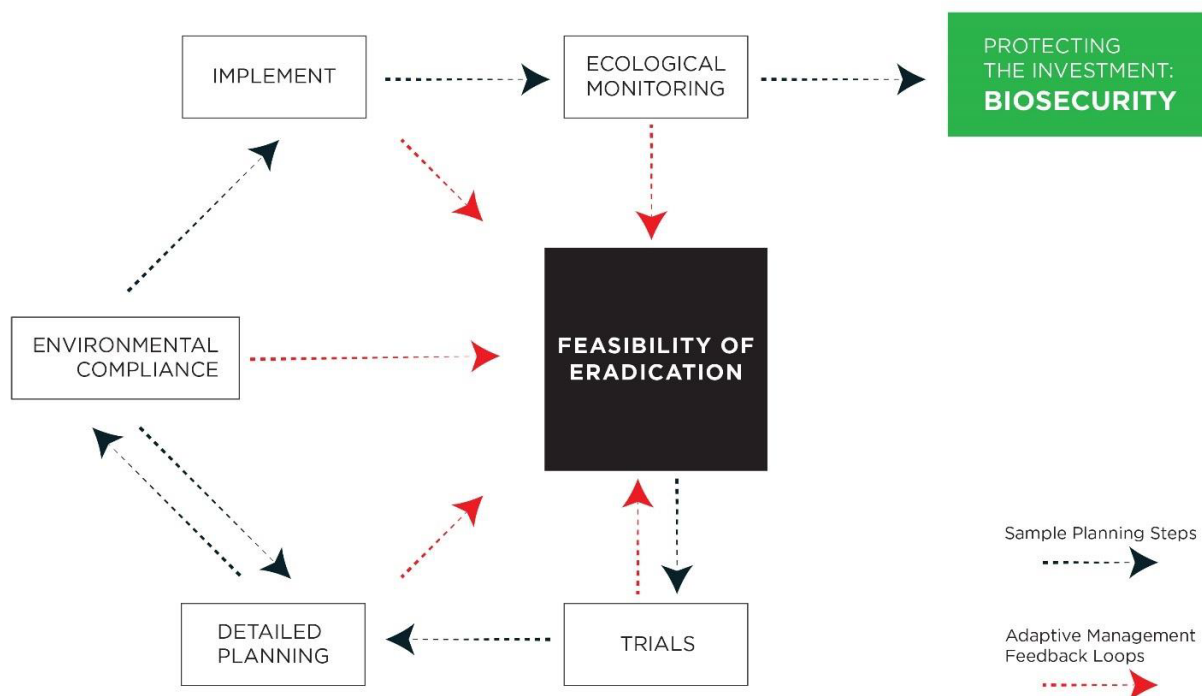 IMPLEMENT
ECOLOGICAL
MONITORING
PROTECTING
THE INVESTMENT:
BIOSECURITY
ENVIRONMENTAL
COMPLIANCE
FEASIBILITY OF
ERADICATION
DETAILED
PLANNING
TRIALS
Sample Planning Steps
Adaptive Management
Feedback Loops